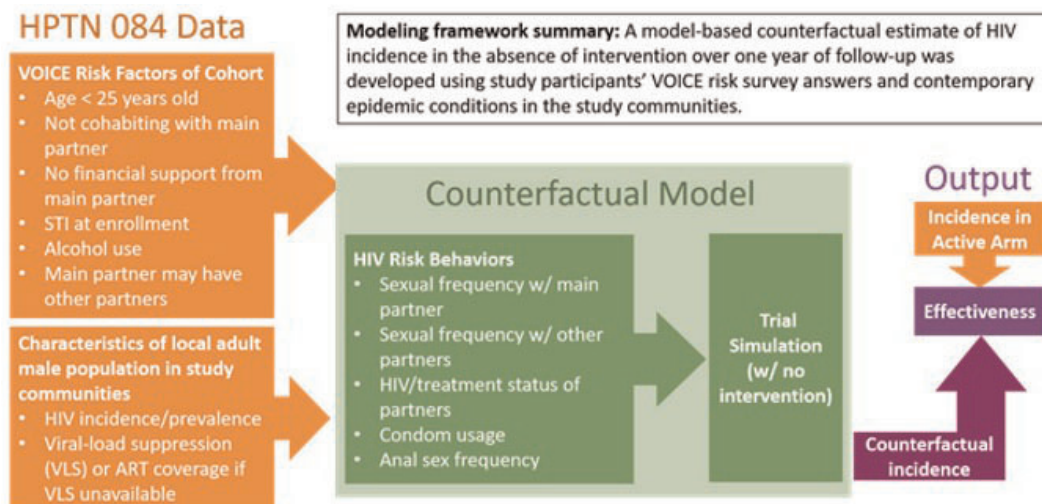 HPTN 084 Data
VOICE Risk Factors of Cohort
• Age < 25 years old
• Not cohabiting with main
partner
• No financial support from
main partner
• STI at enrollment
• Alcohol use
• Main partner may have
other partners
Characteristics of local adult
male population in study
communities
• HIV incidence/prevalence
• Viral-load suppression
(VLS) or ART coverage if
VLS unavailable
Modeling framework summary: A model-based counterfactual estimate of HIV
incidence in the absence of intervention over one year of follow-up was
developed using study participants' VOICE risk survey answers and contemporary
epidemic conditions in the study communities.
Counterfactual Model
HIV Risk Behaviors
• Sexual frequency w/ main
partner
• Sexual frequency w/ other
partners
• HIV/treatment status of
partners
• Condom usage
• Anal sex frequency
Trial
Simulation
(w/ no
intervention)
Output
Incidence in
Active Arm
Effectiveness
Counterfactual
incidence